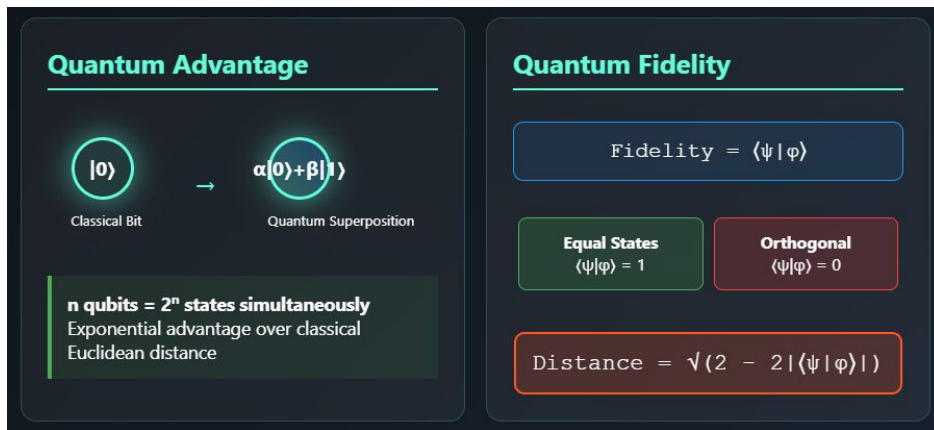 Quantum Advantage
|0⟩
→
α|0⟩+β|1⟩
Classical Bit
Quantum Superposition
n qubits = 2ⁿ states simultaneously
Exponential advantage over classical
Euclidean distance
Quantum Fidelity
Fidelity = ⟨ψ|φ⟩
Equal States
⟨ψ|φ⟩ = 1
Orthogonal
⟨ψ|φ⟩ = 0
Distance = √(2 - 2|⟨ψ|φ⟩|)